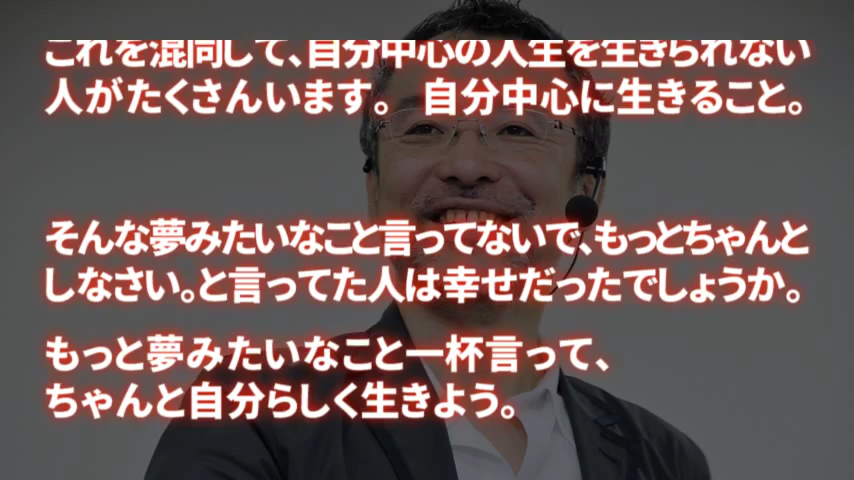 これを混同して、自分中心の人生を生きられない
人がたくさんいます。 自分中心に生きること。
そんな夢みたいなこと言ってないで、もっとちゃんと
しなさい。と言ってた人は幸せだったでしょうか。
もっと夢みたいなこと一杯言って、
ちゃんと自分らしく生きよう。